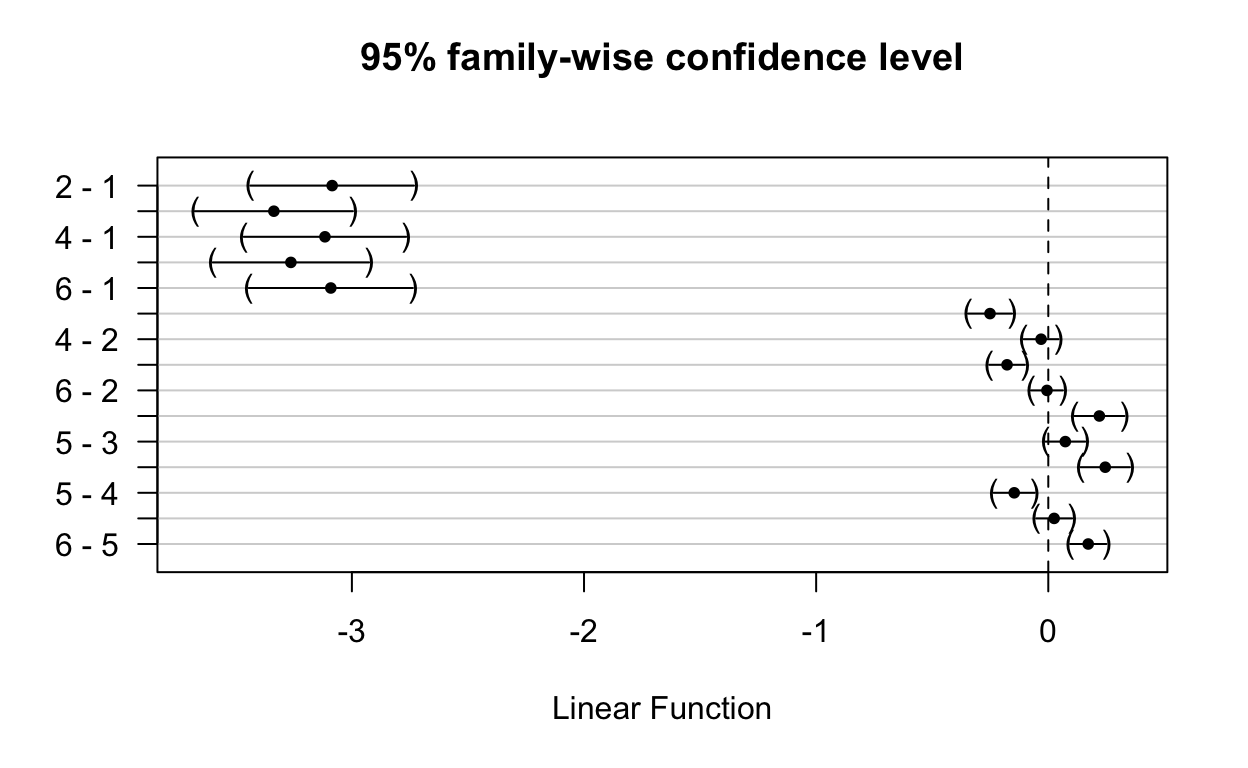 95% family-wise confidence level
2 - 1
4 - 1
6 - 1
4 - 2
6 - 2
5 - 3
5 - 4
6 - 5
-3 -2 -1 0
Linear Function